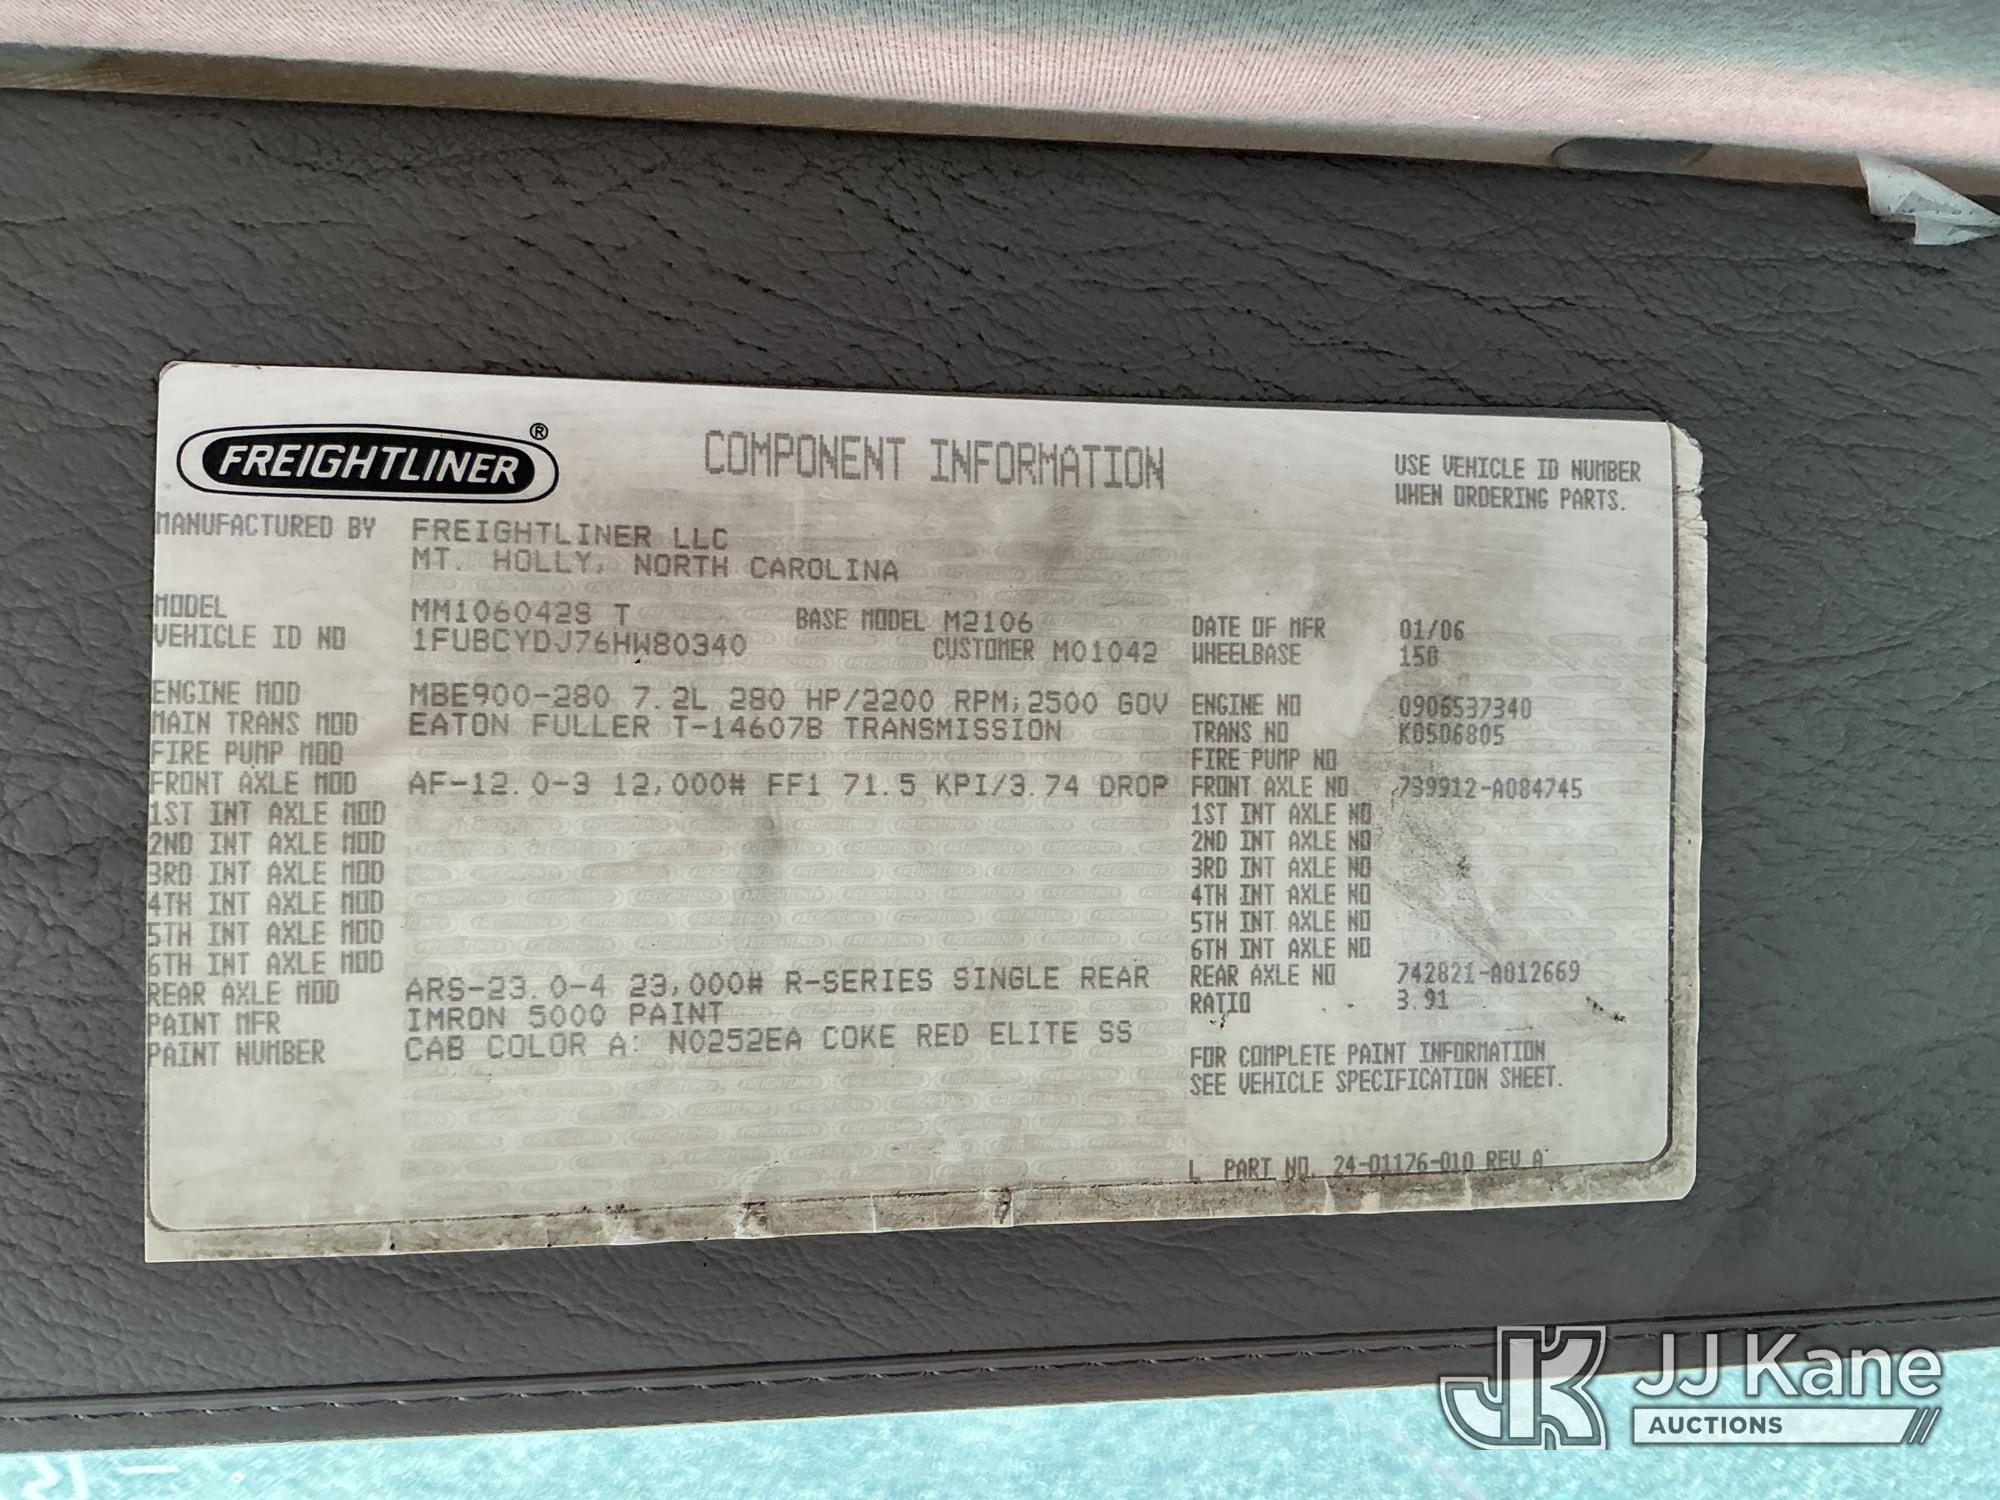 FREIGHTLINER®
COMPONENT INFORMATION
USE VEHICLE ID NUMBER
WHEN ORDERING PARTS.
MANUFACTURED BY FREIGHTLINER LLC
MT. HOLLY, NORTH CAROLINA
MODEL MM106042S T BASE MODEL M2106 DATE OF MFR 01/06
VEHICLE ID NO 1FUBCYDJ76HW80340 CUSTOMER M01042 WHEELBASE 150
ENGINE MOD MBE900-280 7.2L 280 HP/2200 RPM;2500 GOV ENGINE NO 0906537340
MAIN TRANS MOD EATON FULLER T-14607B TRANSMISSION TRANS NO K0506805
FIRE PUMP MOD FIRE PUMP NO
FRONT AXLE MOD AF-12.0-3 12,000# FF1 71.5 KPI/3.74 DROP FRONT AXLE NO 739912-A084745
1ST INT AXLE MOD 1ST INT AXLE NO
2ND INT AXLE MOD 2ND INT AXLE NO
3RD INT AXLE MOD 3RD INT AXLE NO
4TH INT AXLE MOD 4TH INT AXLE NO
5TH INT AXLE MOD 5TH INT AXLE NO
6TH INT AXLE MOD 6TH INT AXLE NO
REAR AXLE MOD ARS-23.0-4 23,000# R-SERIES SINGLE REAR REAR AXLE NO 742821-A012669
PAINT MFR IMRON 5000 PAINT RATIO 3.91
PAINT NUMBER CAB COLOR A: N0252EA COKE RED ELITE SS
FOR COMPLETE PAINT INFORMATION
SEE VEHICLE SPECIFICATION SHEET.
L PART NO. 24-01176-010 REV A
JK JJ Kane
AUCTIONS